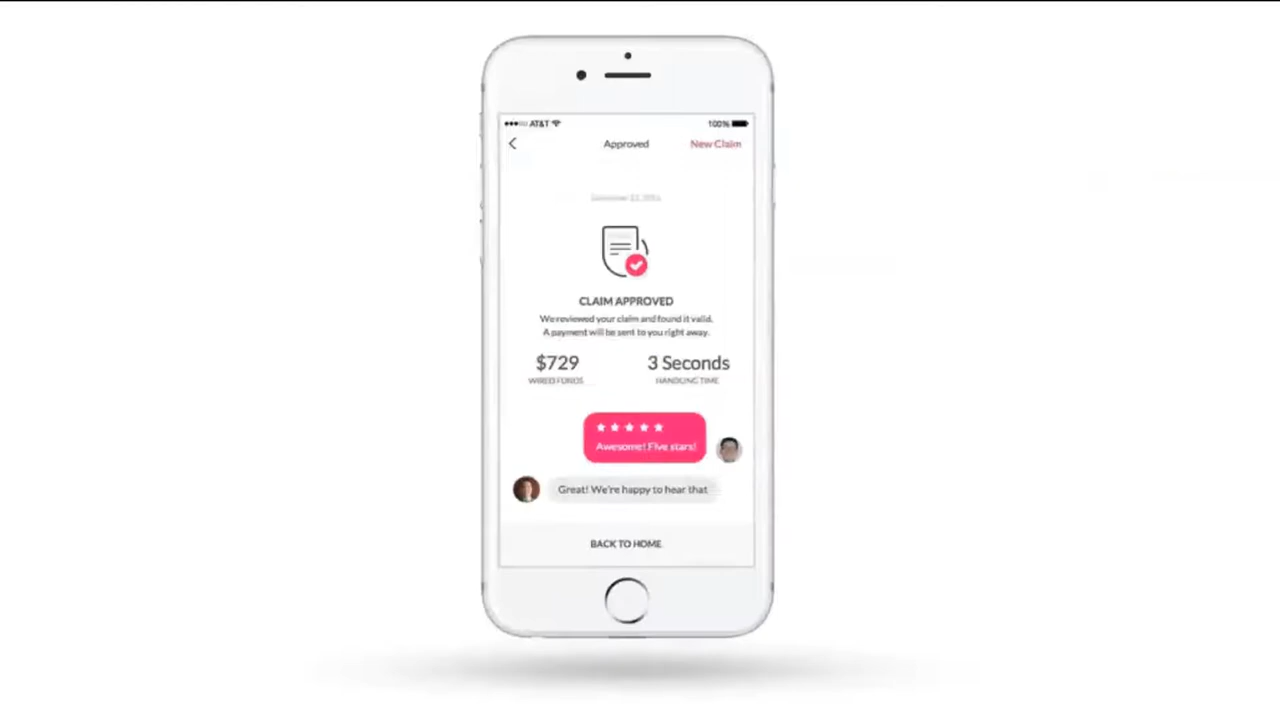 AT&T 100%
Approved New Claim
CLAIM APPROVED
We reviewed your claim and found it valid.
A payment will be sent to you right away.
$729 3 Seconds
WIRED FUNDS HANDLING TIME
Awesome! Five stars!
Great! We're happy to hear that
BACK TO HOME